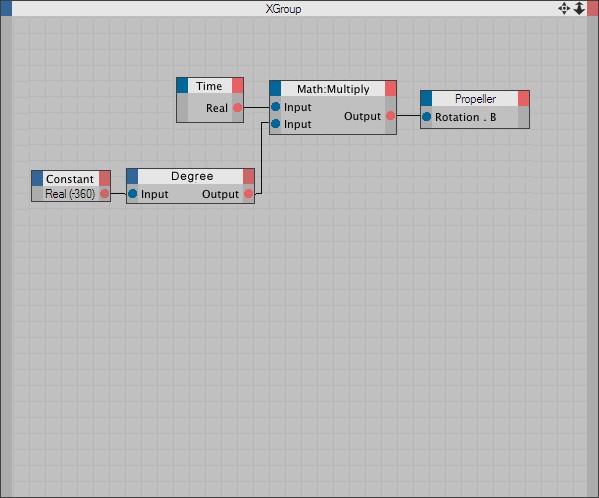 XGroup
Time
Real
Math:Multiply
Input
Input
Output
Propeller
Rotation . B
Constant
Real (-360)
Degree
Input
Output